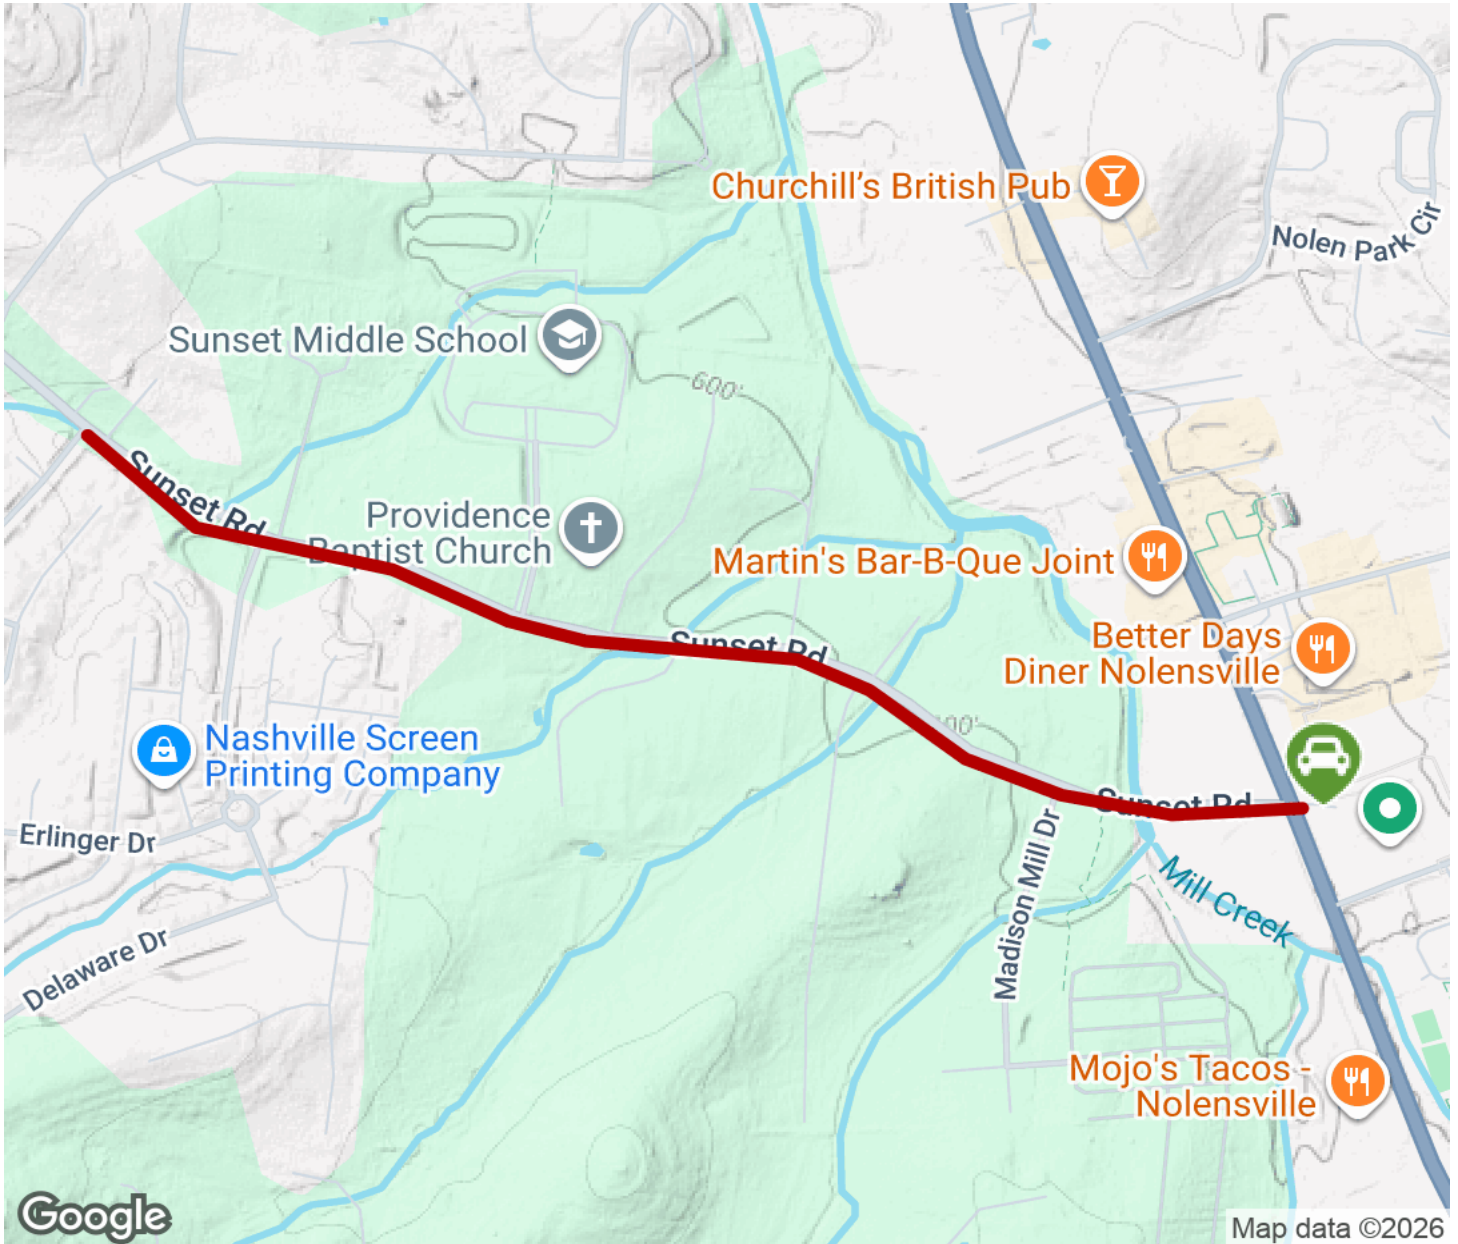 Churchill's British Pub
Nolen Park Cir
Sunset Middle School
600'
Sunset Rd
Providence
Baptist Church
Martin's Bar-B-Que Joint
Better Days
Diner Nolensville
Sunset Rd
Nashville Screen
Printing Company
Sunset Rd
Erlinger Dr
Madison Mill Dr
Mill Creek
Delaware Dr
Mojo's Tacos -
Nolensville
Google
Map data ©2026